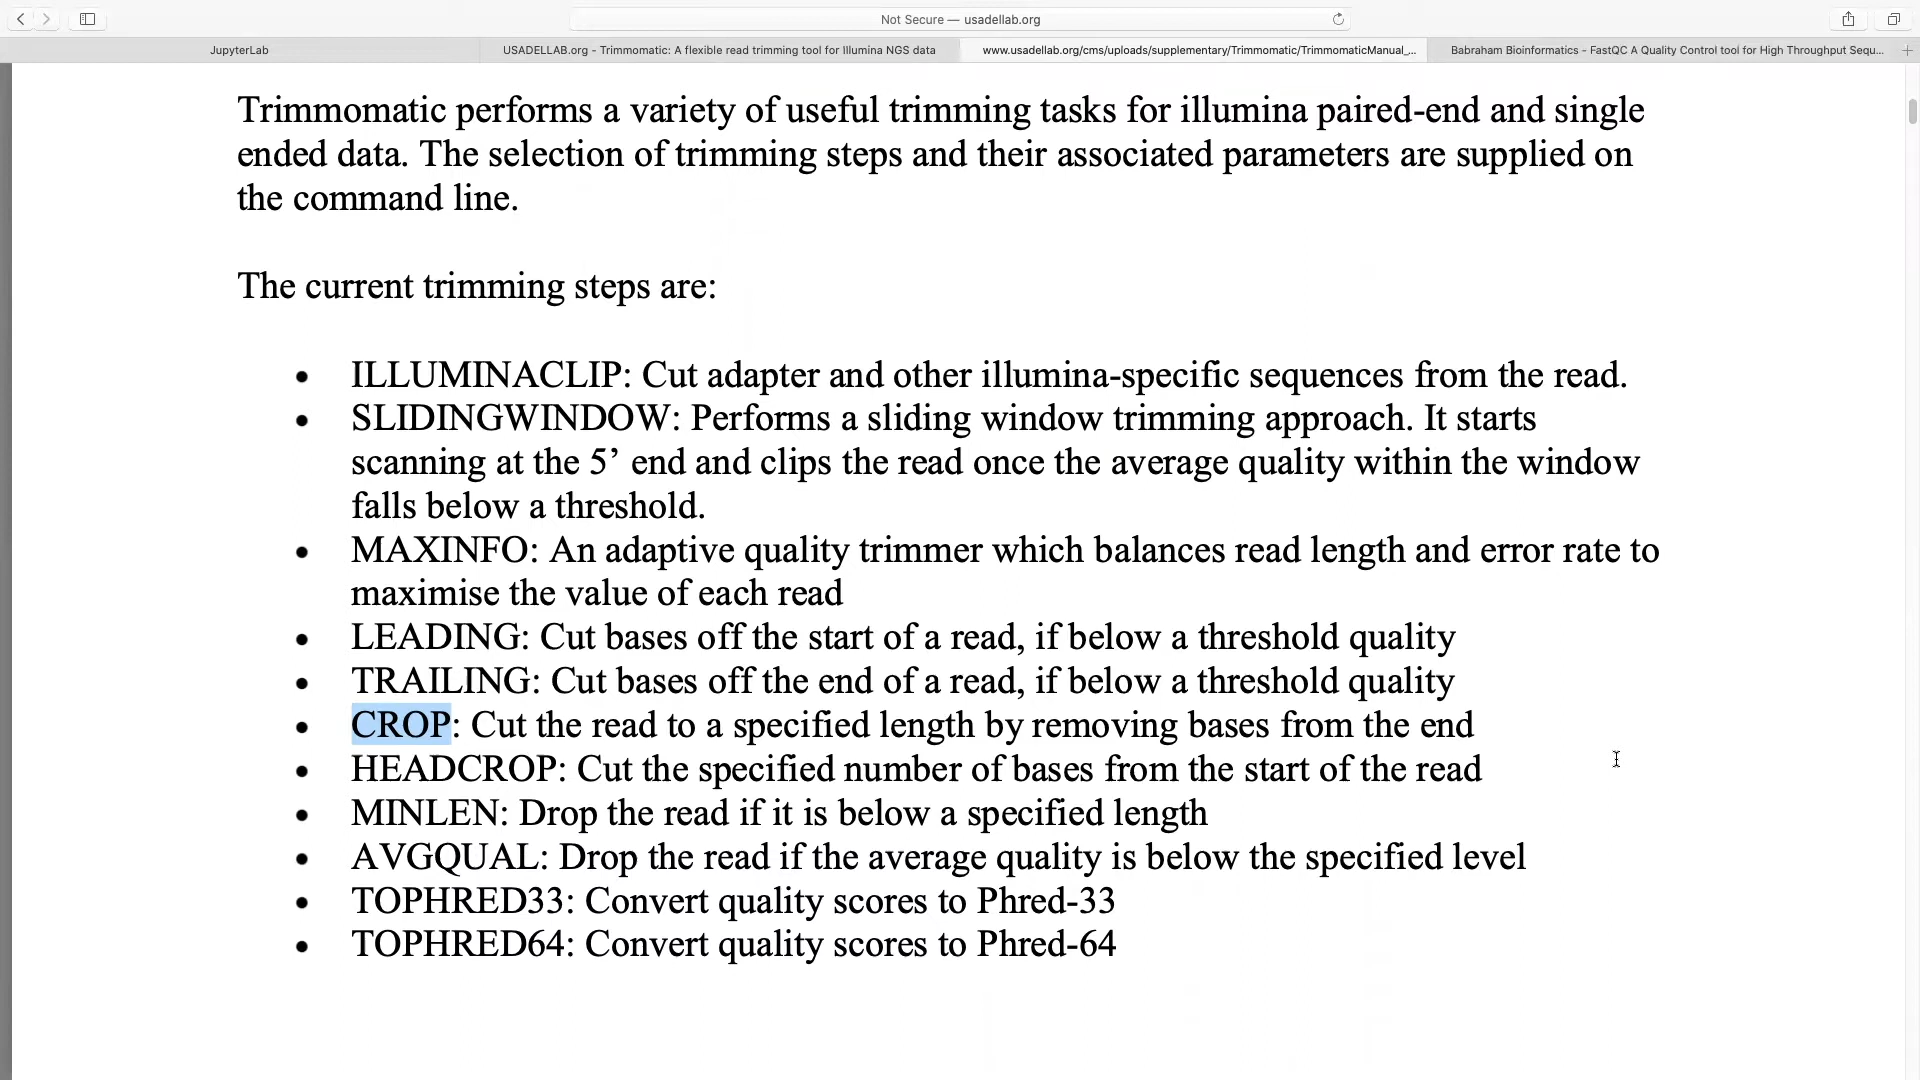 Not Secure — usadellab.org
JupyterLab
USADELLAB.org - Trimmomatic: A flexible read trimming tool for Illumina NGS data
www.usadellab.org/cms/uploads/supplementary/Trimmomatic/TrimmomaticManual_...
Babraham Bioinformatics - FastQC A Quality Control tool for High Throughput Sequ...
Trimmomatic performs a variety of useful trimming tasks for illumina paired-end and single
ended data. The selection of trimming steps and their associated parameters are supplied on
the command line.
The current trimming steps are:
• ILLUMINACLIP: Cut adapter and other illumina-specific sequences from the read.
• SLIDINGWINDOW: Performs a sliding window trimming approach. It starts
scanning at the 5’ end and clips the read once the average quality within the window
falls below a threshold.
• MAXINFO: An adaptive quality trimmer which balances read length and error rate to
maximise the value of each read
• LEADING: Cut bases off the start of a read, if below a threshold quality
• TRAILING: Cut bases off the end of a read, if below a threshold quality
• CROP: Cut the read to a specified length by removing bases from the end
• HEADCROP: Cut the specified number of bases from the start of the read
• MINLEN: Drop the read if it is below a specified length
• AVGQUAL: Drop the read if the average quality is below the specified level
• TOPHRED33: Convert quality scores to Phred-33
• TOPHRED64: Convert quality scores to Phred-64